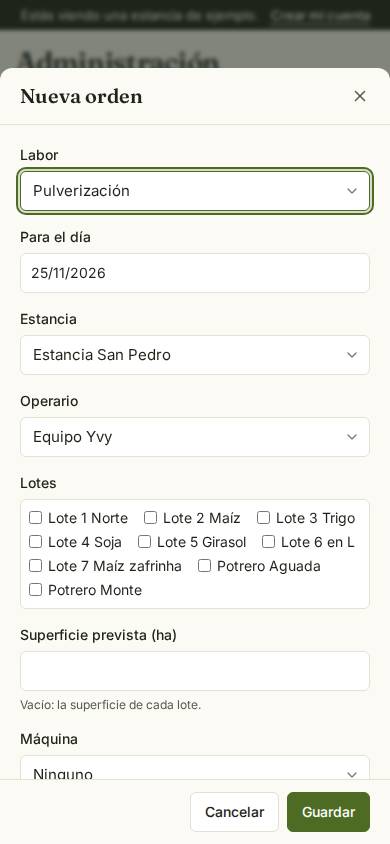 Estás viendo una estancia de ejemplo. Crear mi cuenta
Administración
Nueva orden
Labor
Pulverización
Para el día
25/11/2026
Estancia
Estancia San Pedro
Operario
Equipo Yvy
Lotes
Lote 1 Norte Lote 2 Maíz Lote 3 Trigo
Lote 4 Soja Lote 5 Girasol Lote 6 en L
Lote 7 Maíz zafrinha Potrero Aguada
Potrero Monte
Superficie prevista (ha)
Vacío: la superficie de cada lote.
Máquina
Ninguno
Cancelar Guardar